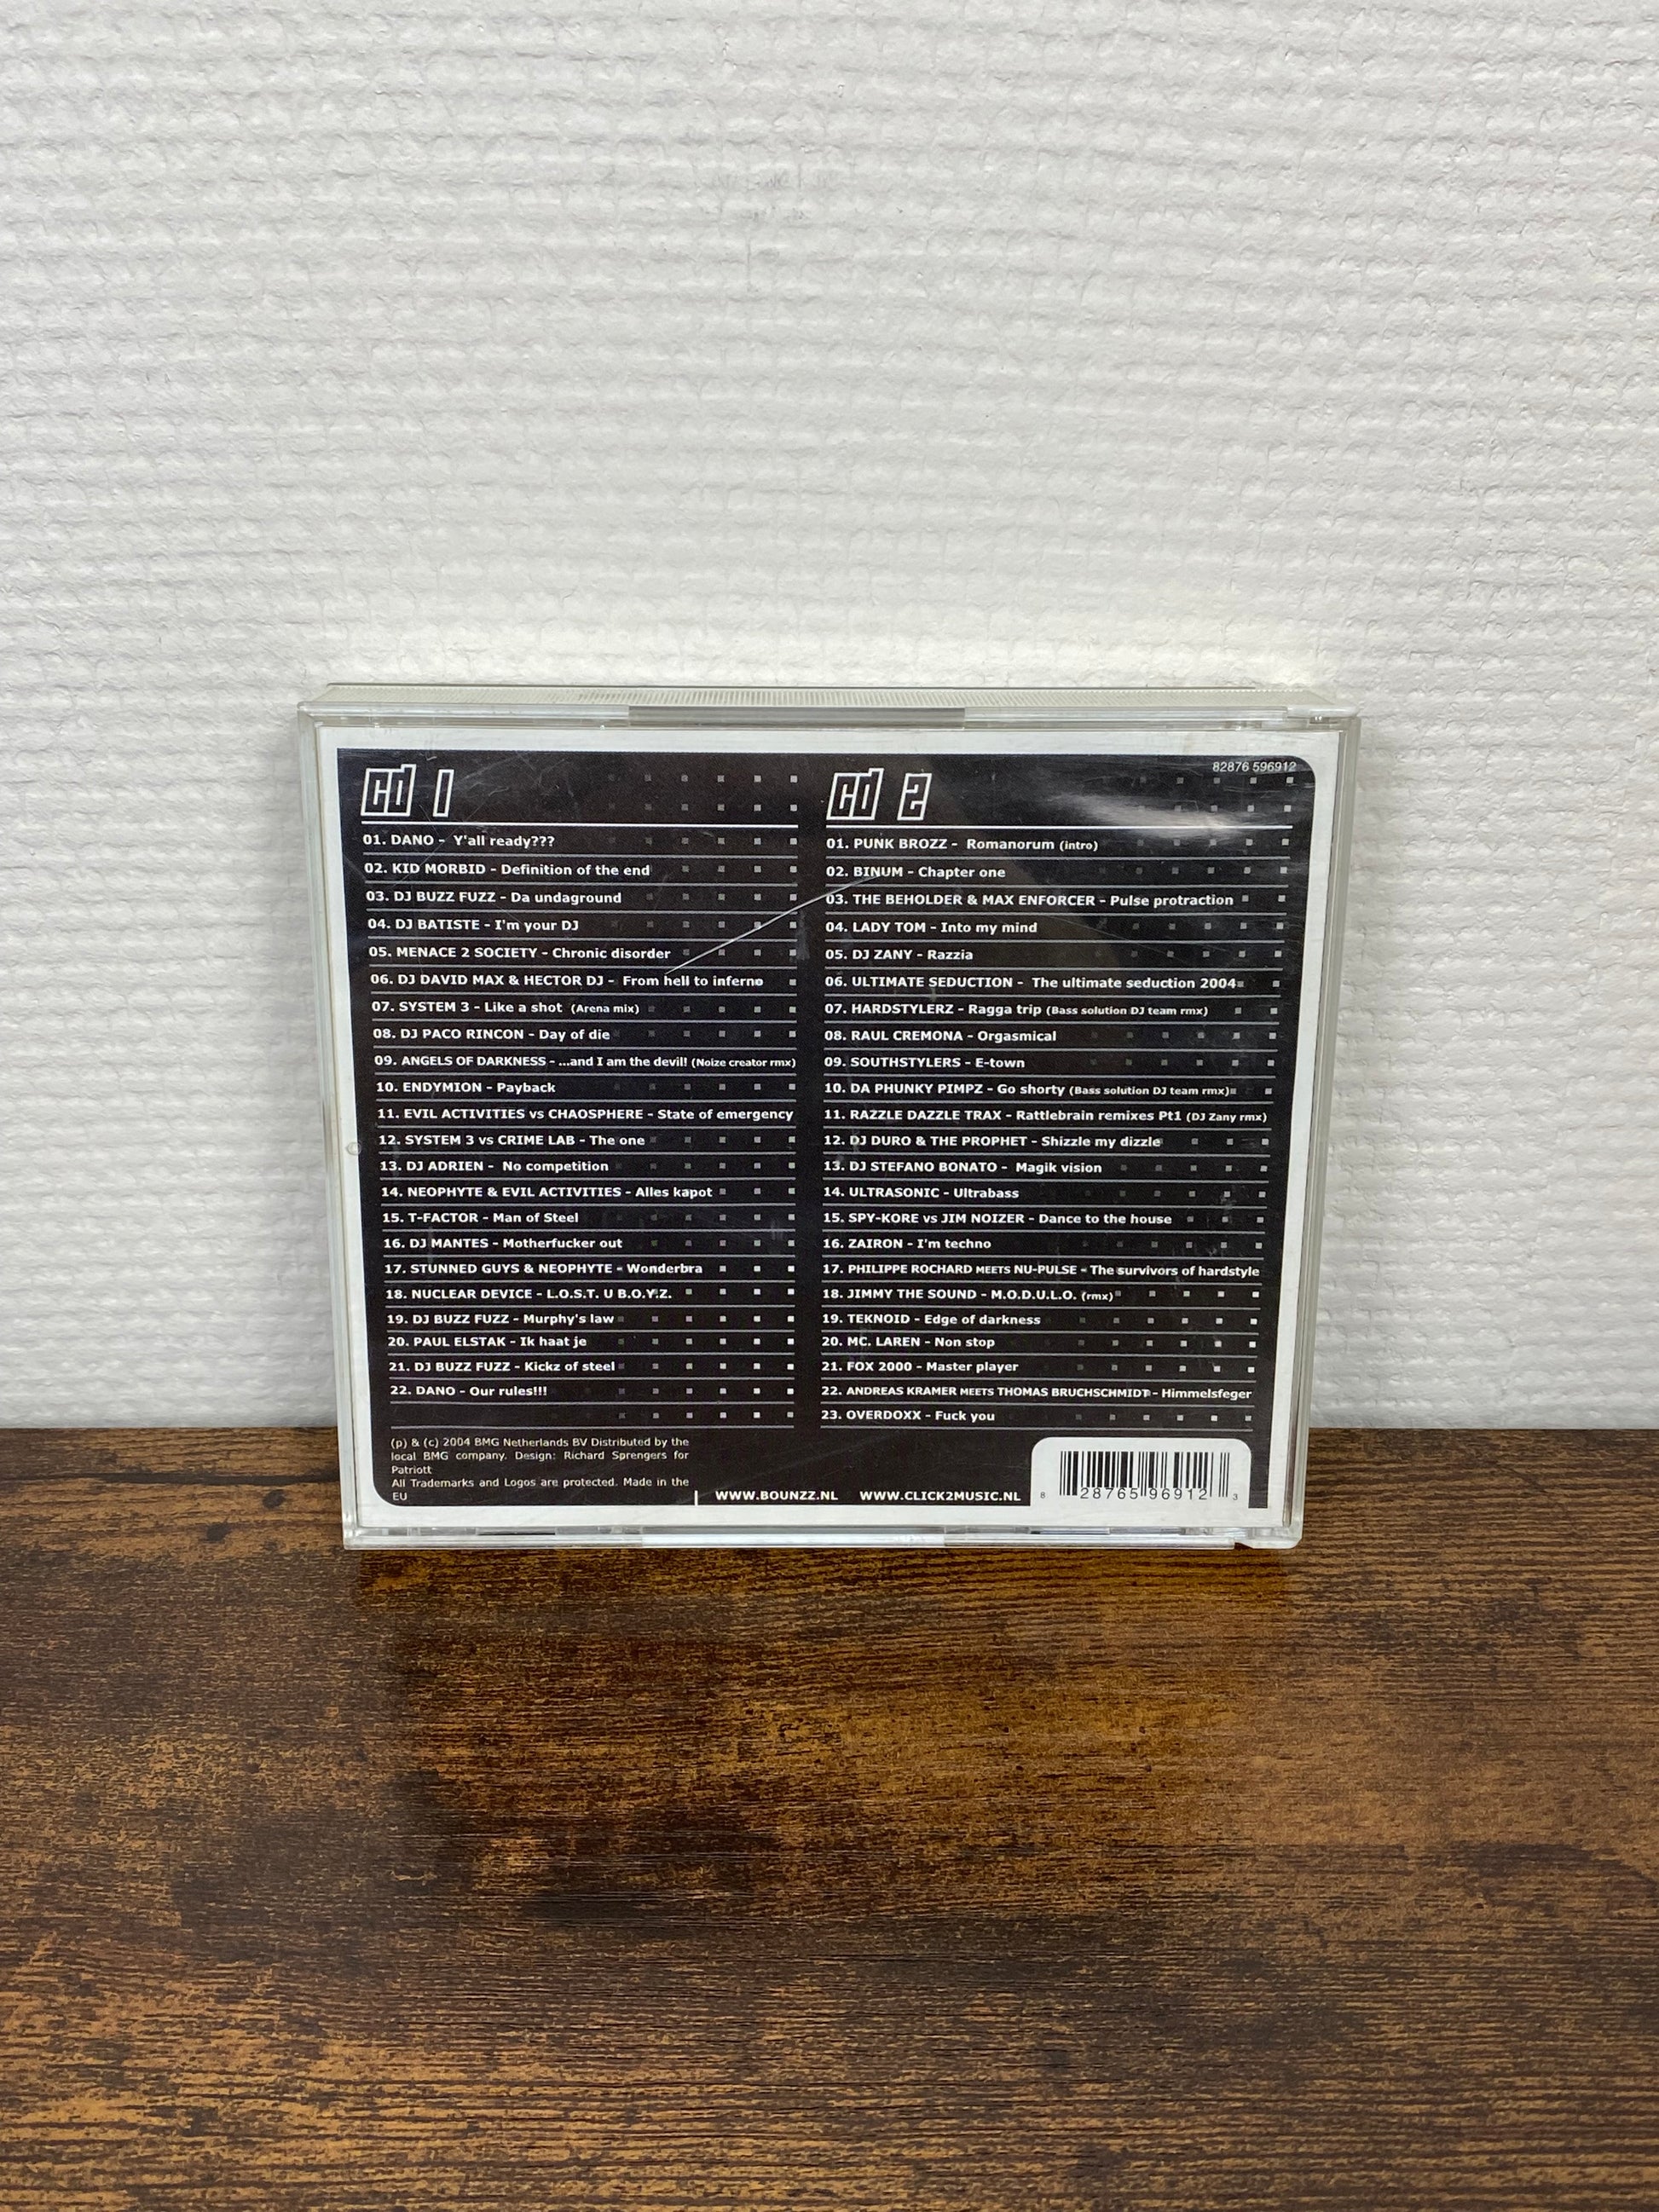 CD 1
01. DANO - Y'all ready???
02. KID MORBID - Definition of the end
03. DJ BUZZ FUZZ - Da undaground
04. DJ BATISTE - I'm your DJ
05. MENACE 2 SOCIETY - Chronic disorder
06. DJ DAVID MAX & HECTOR DJ - From hell to inferno
07. SYSTEM 3 - Like a shot (Arena mix)
08. DJ PACO RINCON - Day of die
09. ANGELS OF DARKNESS - ...and I am the devil! (Noize creator rmx)
10. ENDYMION - Payback
11. EVIL ACTIVITIES vs CHAOSPHERE - State of emergency
12. SYSTEM 3 vs CRIME LAB - The one
13. DJ ADRIEN - No competition
14. NEOPHYTE & EVIL ACTIVITIES - Alles kapot
15. T-FACTOR - Man of Steel
16. DJ MANTES - Motherfucker out
17. STUNNED GUYS & NEOPHYTE - Wonderbra
18. NUCLEAR DEVICE - L.O.S.T. U B.O.Y.Z.
19. DJ BUZZ FUZZ - Murphy's law
20. PAUL ELSTAK - Ik haat je
21. DJ BUZZ FUZZ - Kickz of steel
22. DANO - Our rules!!!
(p) & (c) 2004 BMG Netherlands BV Distributed by the
local BMG company. Design: Richard Sprengers for
Patriott
All Trademarks and Logos are protected. Made in the
EU
82876 596912
CD 2
01. PUNK BROZZ - Romanorum (intro)
02. BINUM - Chapter one
03. THE BEHOLDER & MAX ENFORCER - Pulse protraction
04. LADY TOM - Into my mind
05. DJ ZANY - Razzia
06. ULTIMATE SEDUCTION - The ultimate seduction 2004
07. HARDSTYLERZ - Ragga trip (Bass solution DJ team rmx)
08. RAUL CREMONA - Orgasmical
09. SOUTHSTYLERS - E-town
10. DA PHUNKY PIMPZ - Go shorty (Bass solution DJ team rmx)
11. RAZZLE DAZZLE TRAX - Rattlebrain remixes Pt1 (DJ Zany rmx)
12. DJ DURO & THE PROPHET - Shizzle my dizzle
13. DJ STEFANO BONATO - Magik vision
14. ULTRASONIC - Ultrabass
15. SPY-KORE vs JIM NOIZER - Dance to the house
16. ZAIRON - I'm techno
17. PHILIPPE ROCHARD MEETS NU-PULSE - The survivors of hardstyle
18. JIMMY THE SOUND - M.O.D.U.L.O. (rmx)
19. TEKNOID - Edge of darkness
20. MC. LAREN - Non stop
21. FOX 2000 - Master player
22. ANDREAS KRAMER MEETS THOMAS BRUCHSCHMIDT - Himmelsfeger
23. OVERDOXX - Fuck you
WWW.BOUNZZ.NL WWW.CLICK2MUSIC.NL
8 28765 96912 3